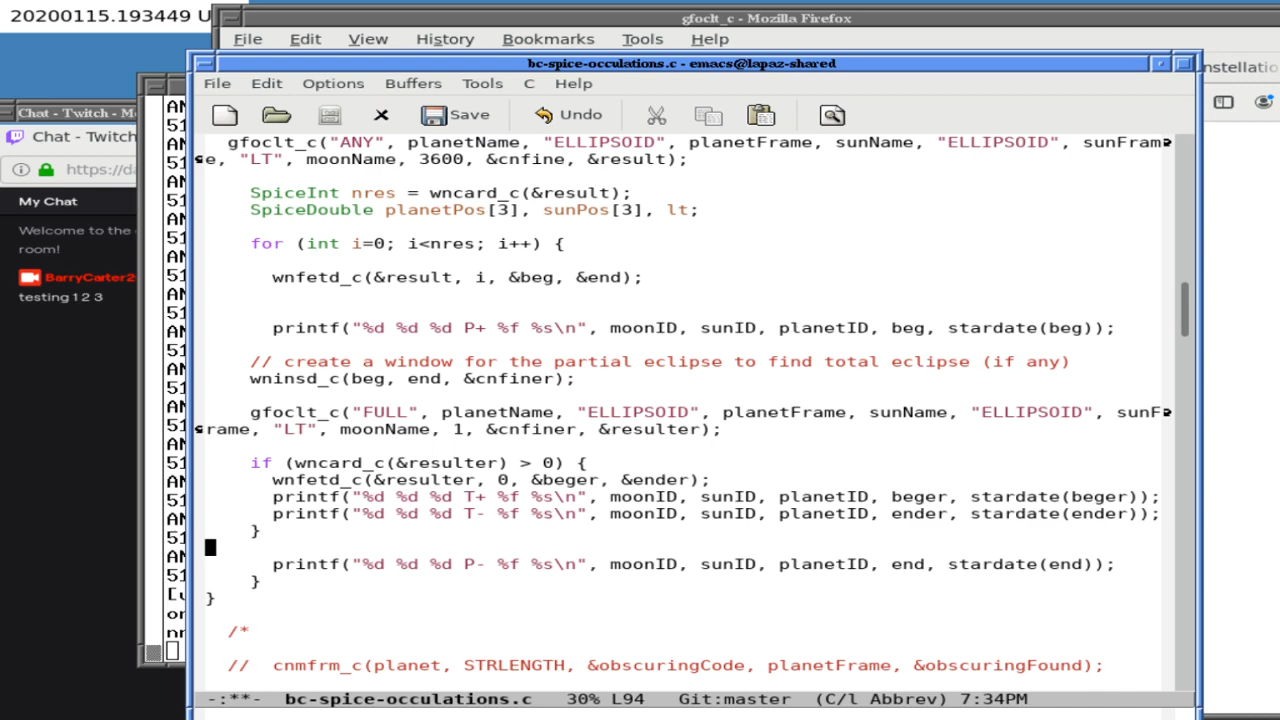 20200115.193449 U
gfoclt_c - Mozilla Firefox
File Edit View History Bookmarks Tools Help
bc-spice-occulations.c - emacs@lapaz-shared
File Edit Options Buffers Tools C Help
Save Undo
Chat - Twitch - M
Chat - Twitch
https://da
My Chat
Welcome to the
room!
BarryCarter2
testing 1 2 3
gfoclt_c("ANY", planetName, "ELLIPSOID", planetFrame, sunName, "ELLIPSOID", sunFram
e, "LT", moonName, 3600, &cnfine, &result);
SpiceInt nres = wncard_c(&result);
SpiceDouble planetPos[3], sunPos[3], lt;
for (int i=0; i<nres; i++) {
wnfetd_c(&result, i, &beg, &end);
printf("%d %d %d P+ %f %s\n", moonID, sunID, planetID, beg, stardate(beg));
// create a window for the partial eclipse to find total eclipse (if any)
wninsd_c(beg, end, &cnfiner);
gfoclt_c("FULL", planetName, "ELLIPSOID", planetFrame, sunName, "ELLIPSOID", sunF
rame, "LT", moonName, 1, &cnfiner, &resulter);
if (wncard_c(&resulter) > 0) {
wnfetd_c(&resulter, 0, &beger, &ender);
printf("%d %d %d T+ %f %s\n", moonID, sunID, planetID, beger, stardate(beger));
printf("%d %d %d T- %f %s\n", moonID, sunID, planetID, ender, stardate(ender));
}
printf("%d %d %d P- %f %s\n", moonID, sunID, planetID, end, stardate(end));
}
}
/*
// cnmfrm_c(planet, STRLENGTH, &obscuringCode, planetFrame, &obscuringFound);
-:**- bc-spice-occulations.c 30% L94 Git:master (C/l Abbrev) 7:34PM
nstellatio